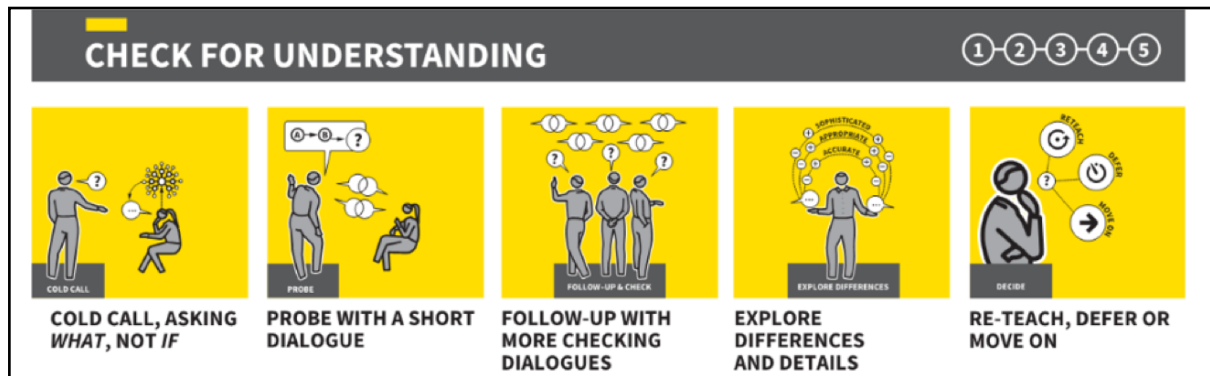 CHECK FOR UNDERSTANDING
1 2 3 4 5
?
...
COLD CALL
A B ?
PROBE
? ? ?
FOLLOW-UP & CHECK
SOPHISTICATED
APPROPRIATE
ACCURATE
... ...
EXPLORE DIFFERENCES
RETEACH
?
DEFER
MOVE ON
DECIDE
COLD CALL, ASKING
WHAT, NOT IF
PROBE WITH A SHORT
DIALOGUE
FOLLOW-UP WITH
MORE CHECKING
DIALOGUES
EXPLORE
DIFFERENCES
AND DETAILS
RE-TEACH, DEFER OR
MOVE ON